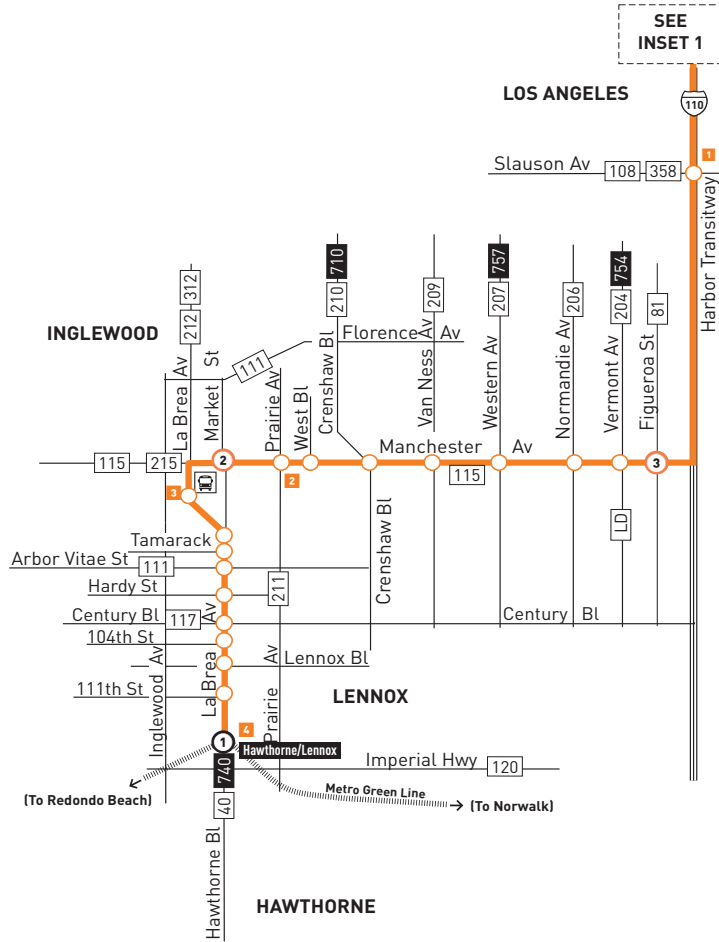 SEE
INSET 1
LOS ANGELES
110
1
Slauson Av
108
358
Harbor Transitway
312
212
710
210
209
757
207
206
754
204
81
INGLEWOOD
La Brea Av
Market St
111
Prairie Av
West Bl
Crenshaw Bl
Florence Av
Van Ness Av
Western Av
Normandie Av
Vermont Av
Figueroa St
115
215
2
Manchester Av
3
3
2
115
LD
Tamarack
Arbor Vitae St
111
Crenshaw Bl
Hardy St
211
Century Bl
117
Century Bl
104th St
Lennox Bl
Inglewood Av
La Brea Av
Prairie Av
111th St
LENNOX
4
1
Hawthorne/Lennox
740
Imperial Hwy
120
(To Redondo Beach)
Metro Green Line
(To Norwalk)
40
Hawthorne Bl
HAWTHORNE